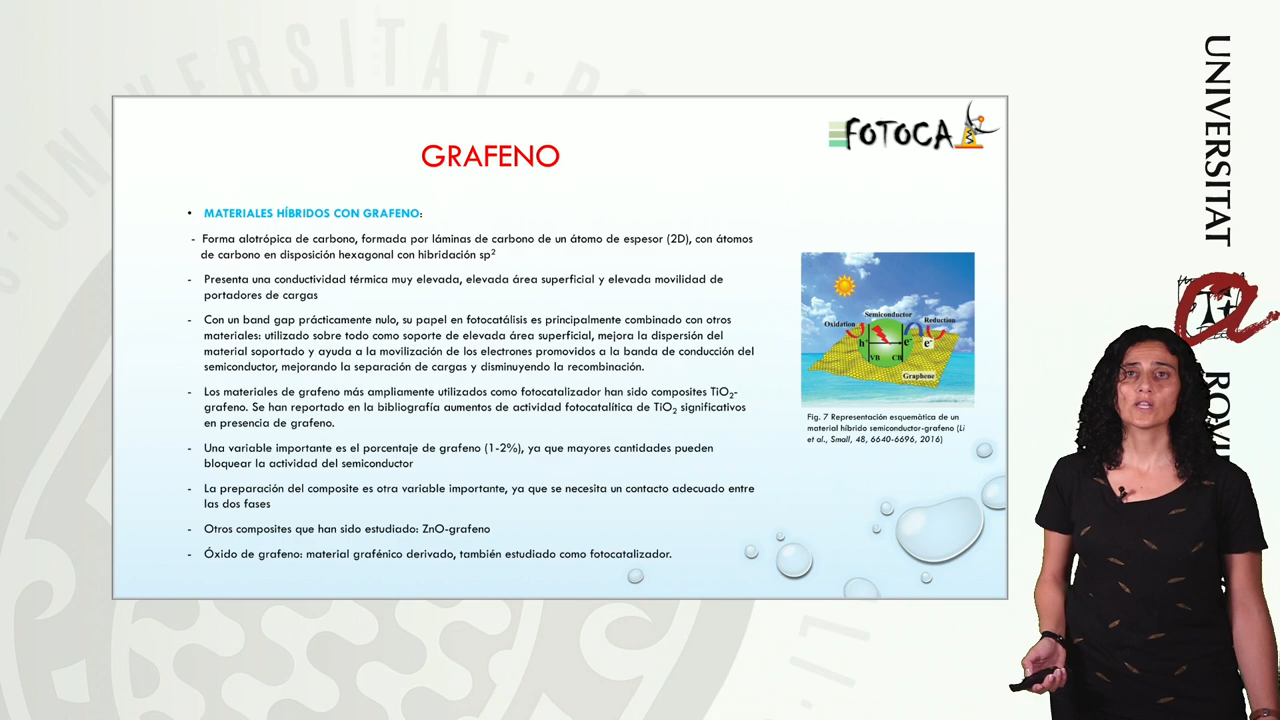 UNIVERSITAT
FOTOCA
GRAFENO
• MATERIALES HÍBRIDOS CON GRAFENO:
- Forma alotrópica de carbono, formada por láminas de carbono de un átomo de espesor (2D), con átomos
de carbono en disposición hexagonal con hibridación sp²
- Presenta una conductividad térmica muy elevada, elevada área superficial y elevada movilidad de
portadores de cargas
- Con un band gap prácticamente nulo, su papel en fotocatálisis es principalmente combinado con otros
materiales: utilizado sobre todo como soporte de elevada área superficial, mejora la dispersión del
material soportado y ayuda a la movilización de los electrones promovidos a la banda de conducción del
semiconductor, mejorando la separación de cargas y disminuyendo la recombinación.
- Los materiales de grafeno más ampliamente utilizados como fotocatalizador han sido composites TiO₂-
grafeno. Se han reportado en la bibliografía aumentos de actividad fotocatalítica de TiO₂ significativos
en presencia de grafeno.
- Una variable importante es el porcentaje de grafeno (1-2%), ya que mayores cantidades pueden
bloquear la actividad del semiconductor
- La preparación del composite es otra variable importante, ya que se necesita un contacto adecuado entre
las dos fases
- Otros composites que han sido estudiado: ZnO-grafeno
- Óxido de grafeno: material grafénico derivado, también estudiado como fotocatalizador.
Semiconductor
Oxidation
Reduction
h⁺
e⁻
e⁻
VB
CB
Graphene
Fig. 7 Representación esquemàtica de un
material híbrido semiconductor-grafeno (Li
et al., Small, 48, 6640-6696, 2016)
UNIVERSITAT